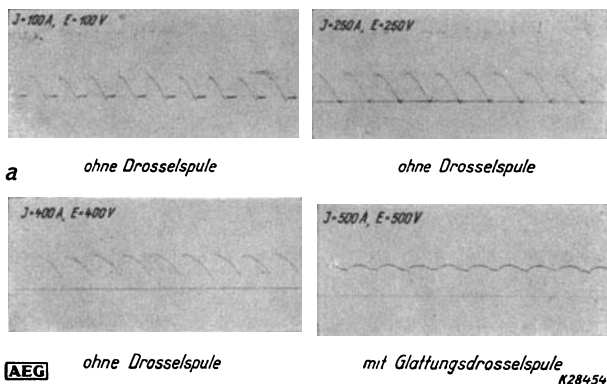 J=100A, E=100V
J=250A, E=250V
ohne Drosselspule
ohne Drosselspule
a
J=400A, E=400V
J=500A, E=500V
ohne Drosselspule
mit Glattungsdrosselspule
AEG
K28454